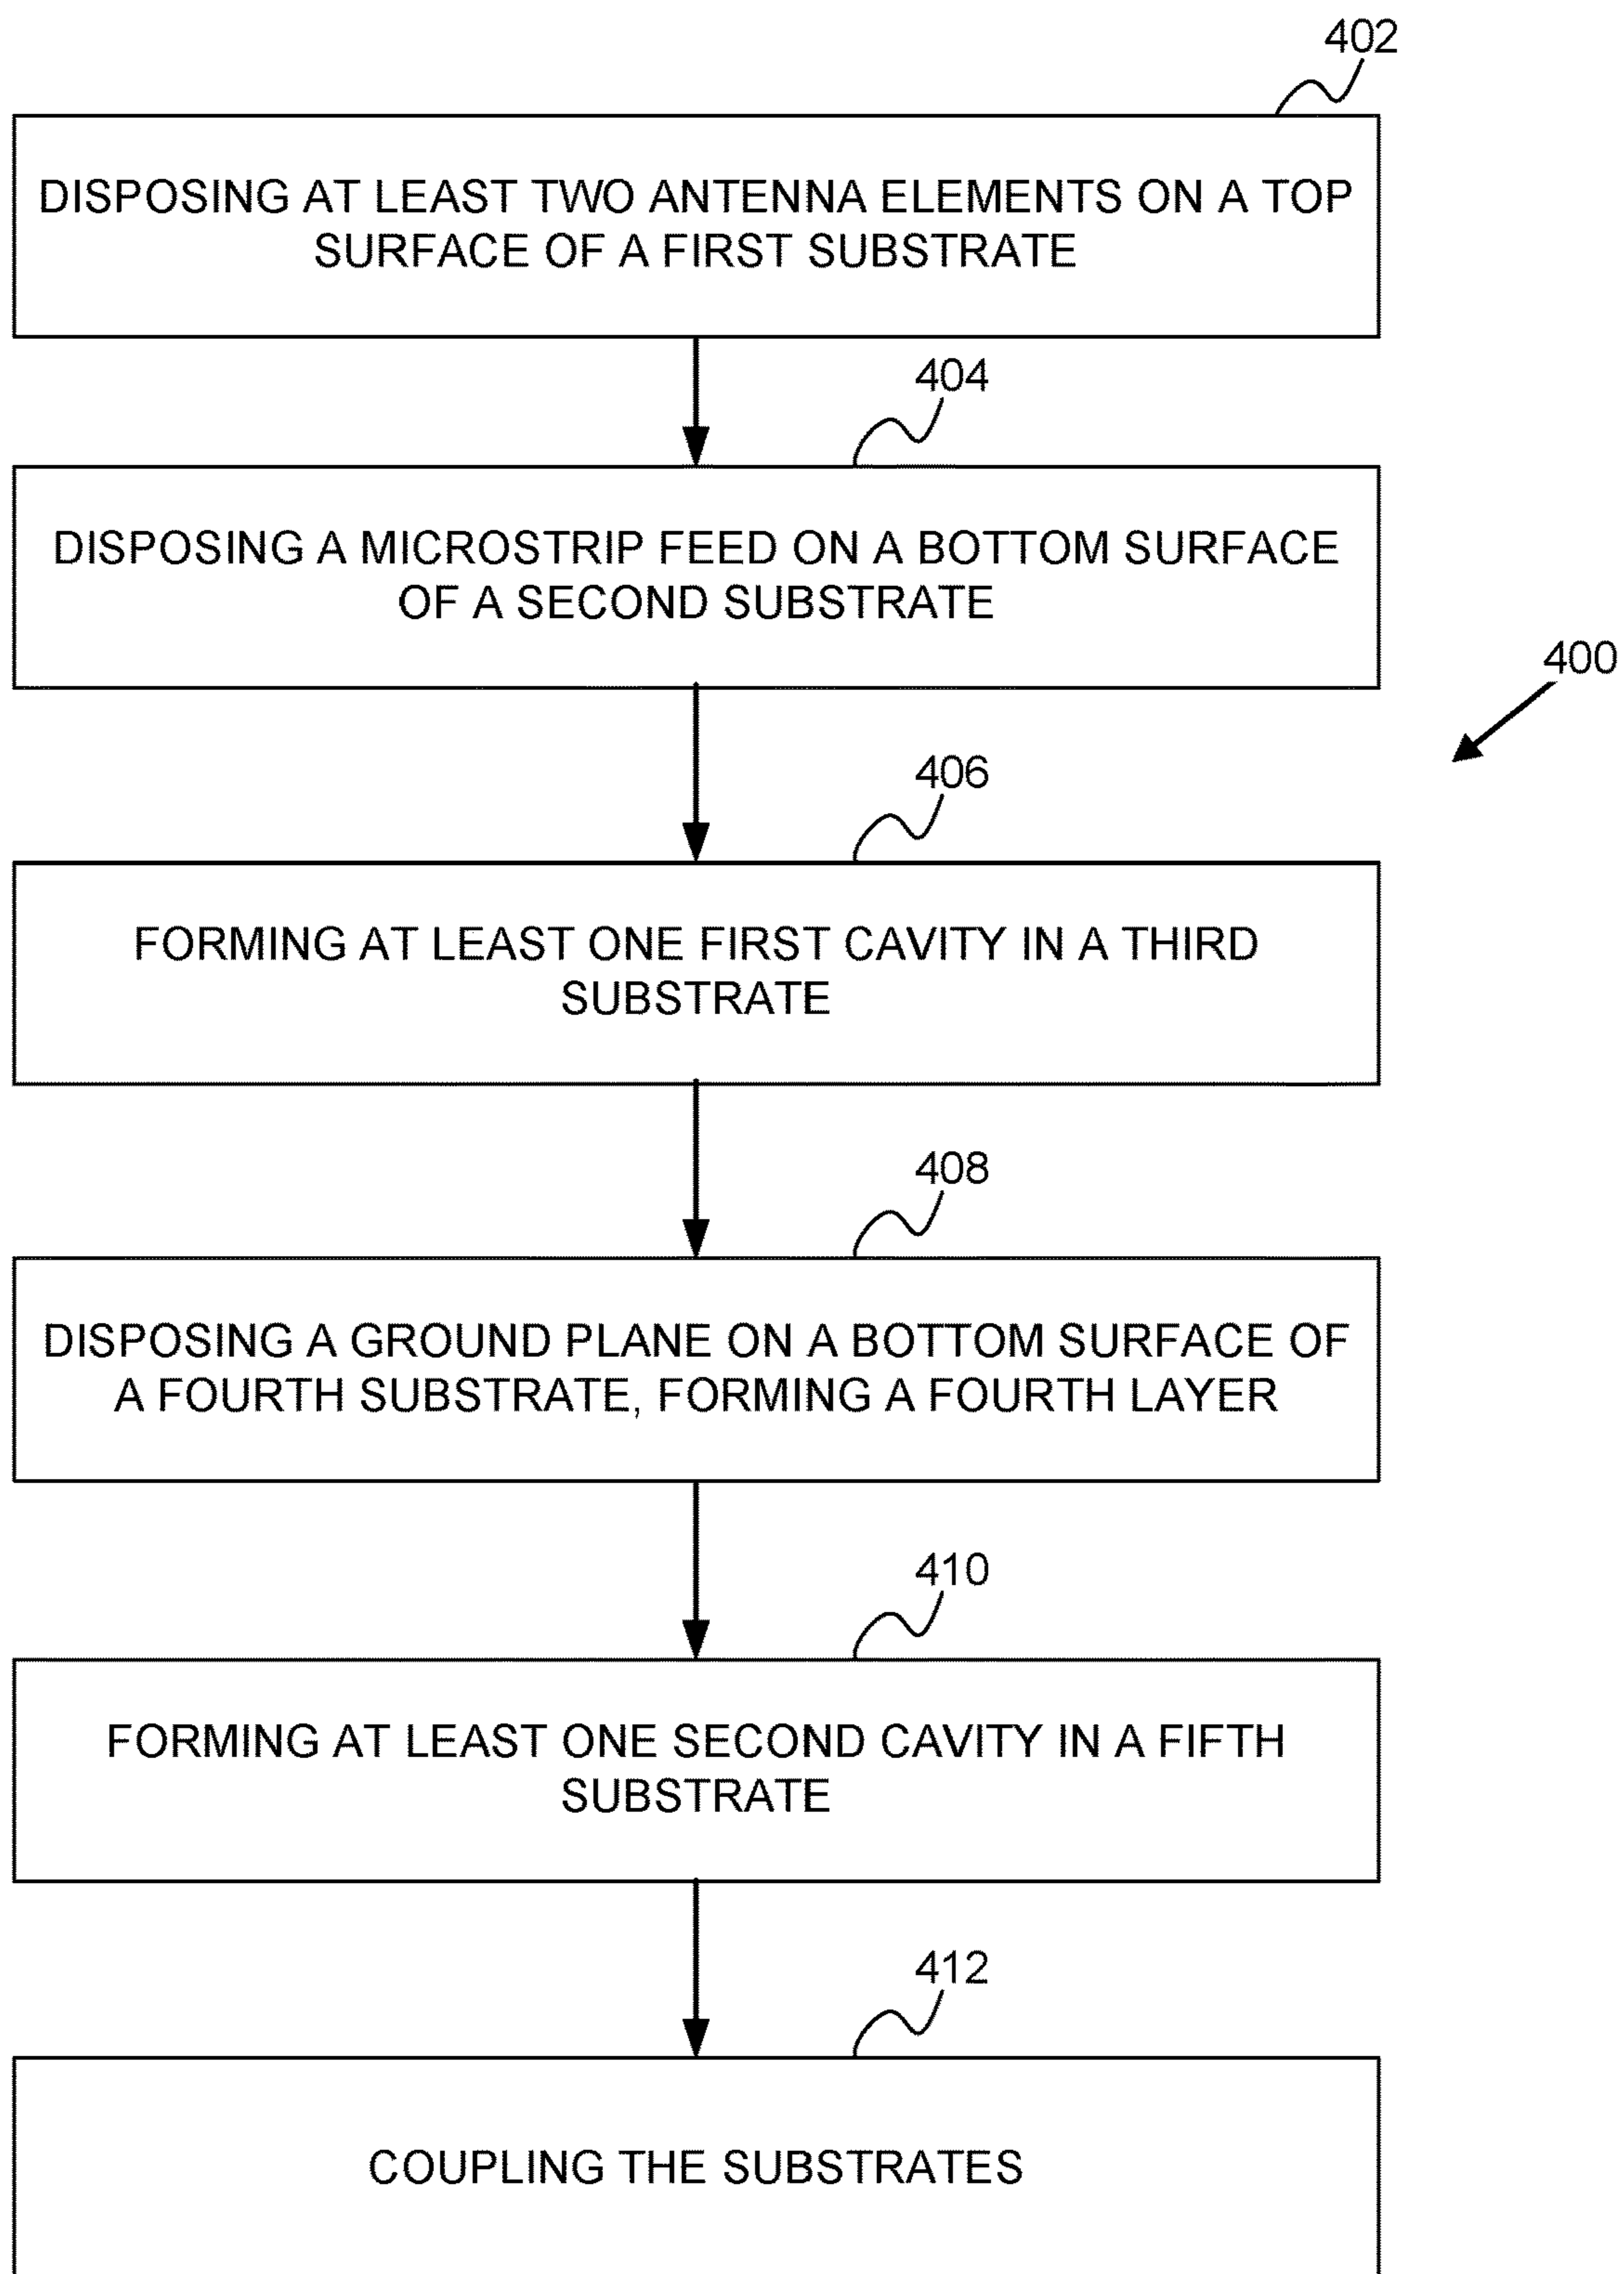 402
DISPOSING AT LEAST TWO ANTENNA ELEMENTS ON A TOP
SURFACE OF A FIRST SUBSTRATE
404
DISPOSING A MICROSTRIP FEED ON A BOTTOM SURFACE
OF A SECOND SUBSTRATE
400
406
FORMING AT LEAST ONE FIRST CAVITY IN A THIRD
SUBSTRATE
408
DISPOSING A GROUND PLANE ON A BOTTOM SURFACE OF
A FOURTH SUBSTRATE, FORMING A FOURTH LAYER
410
FORMING AT LEAST ONE SECOND CAVITY IN A FIFTH
SUBSTRATE
412
COUPLING THE SUBSTRATES